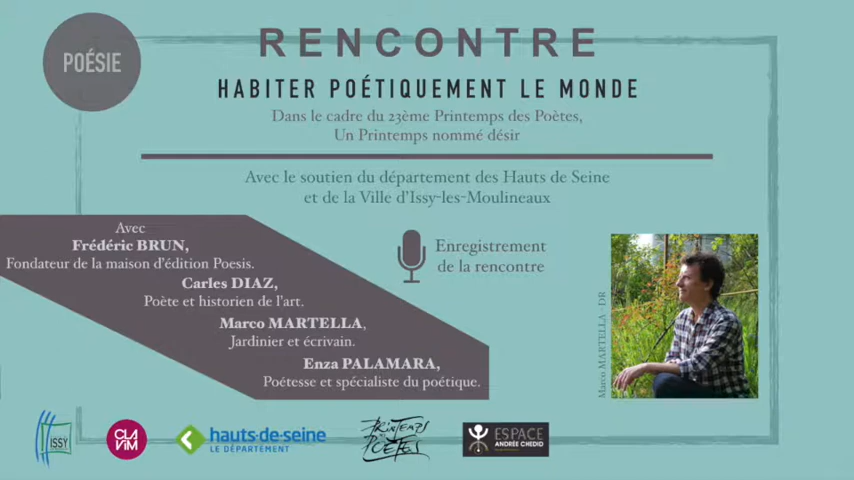 POÉSIE
RENCONTRE
HABITER POÉTIQUEMENT LE MONDE
Dans le cadre du 23ème Printemps des Poètes,
Un Printemps nommé désir
Avec le soutien du département des Hauts de Seine
et de la Ville d'Issy-les-Moulineaux
Avec
Frédéric BRUN,
Fondateur de la maison d'édition Poesis.
Carles DIAZ,
Poète et historien de l'art.
Marco MARTELLA,
Jardinier et écrivain.
Enza PALAMARA,
Poétesse et spécialiste du poétique.
Enregistrement
de la rencontre
Marco MARTELLA - DR
ISSY
CLAVIM
hauts-de-seine
LE DÉPARTEMENT
PRINTEMPS
DES
POÈTES
ESPACE
ANDRÉE CHEDID